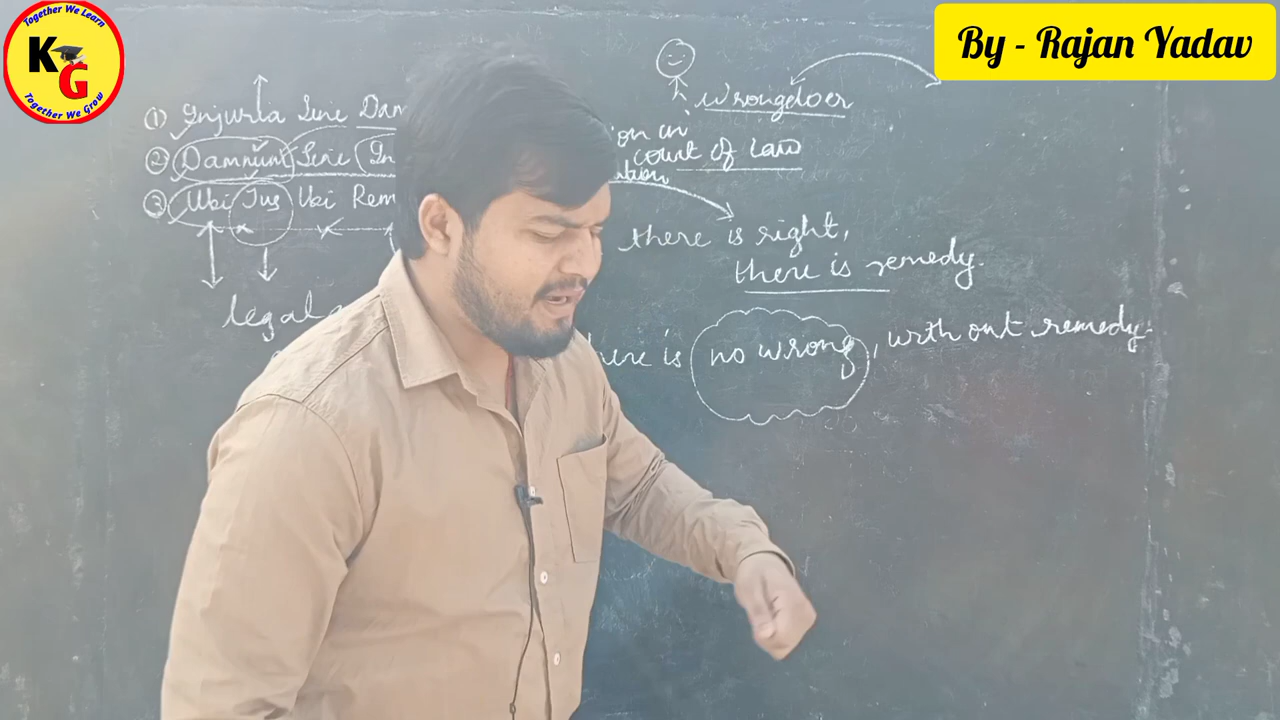 Together We Learn
KG
Together We Grow
By - Rajan Yadav
Wrongdoer
① Injuria Sine Dam
② Damnum Sine In
court of law
③ Ubi Jus Ubi Rem
there is right,
there is remedy.
legal
here is no wrong, without remedy.